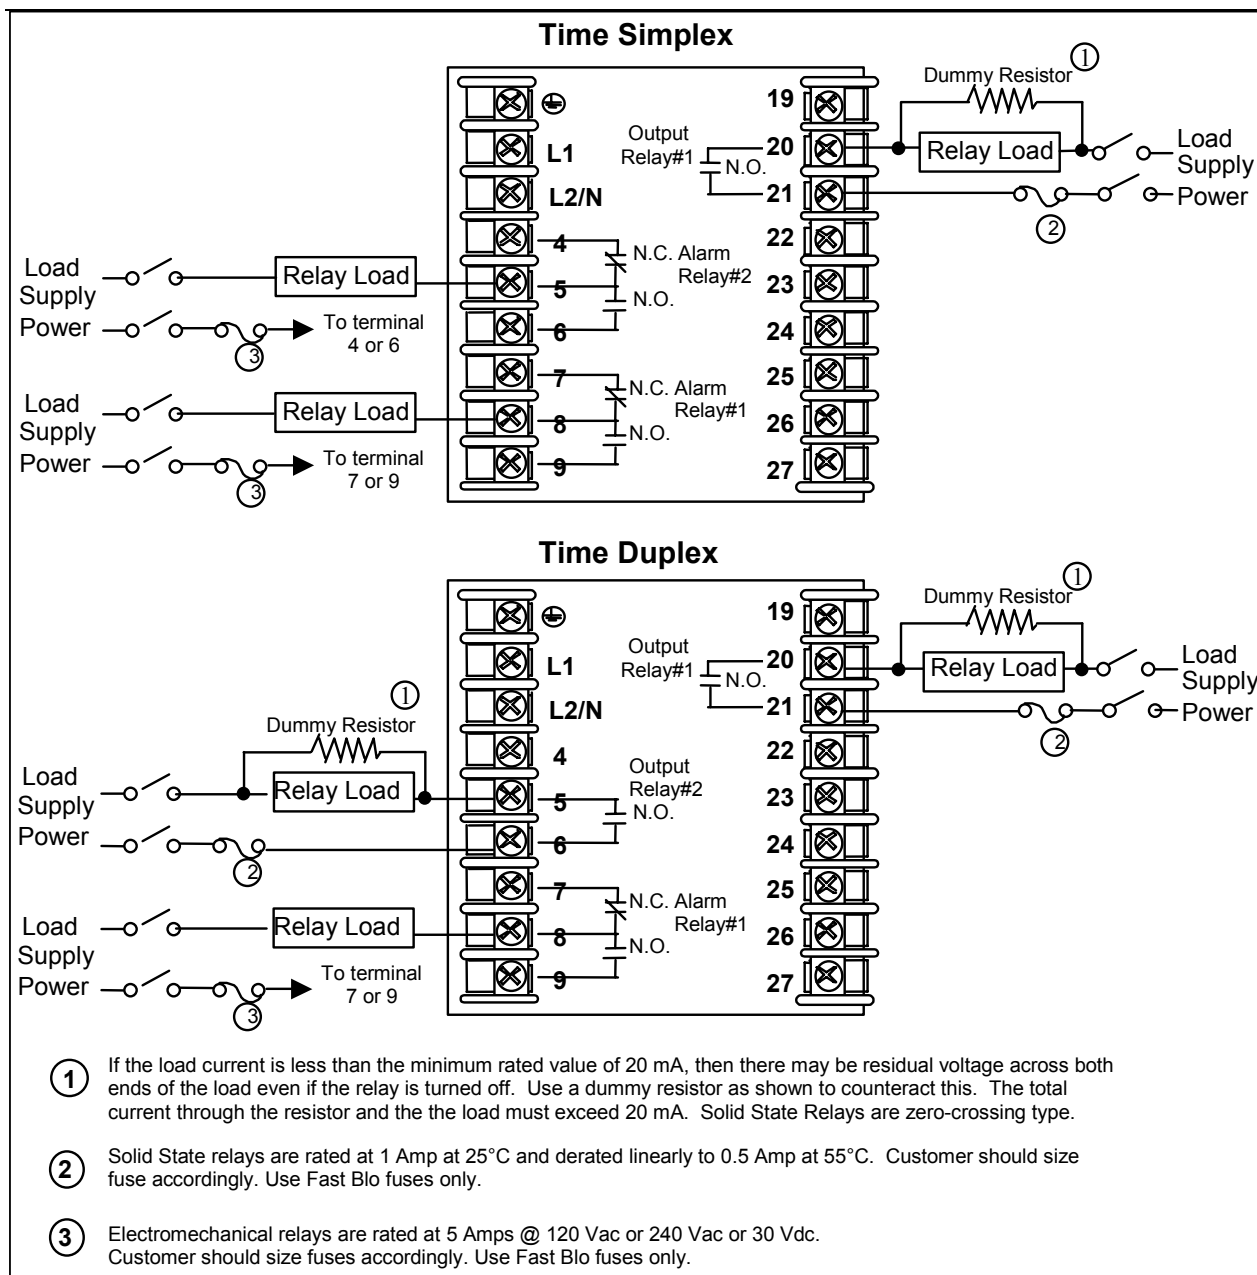 Time Simplex
1
Dummy Resistor
19
Output
Relay#1
L1
20
Relay Load
Load
Supply
N.O.
L2/N
21
Power
2
4
22
N.C. Alarm
Relay#2
Load
Supply
Relay Load
5
23
N.O.
Power
3
To terminal
4 or 6
6
24
7
25
N.C. Alarm
Relay#1
Load
Supply
Relay Load
8
26
N.O.
Power
3
To terminal
7 or 9
9
27
Time Duplex
1
Dummy Resistor
19
Output
Relay#1
L1
20
Relay Load
Load
Supply
N.O.
1
L2/N
21
Power
2
Dummy Resistor
4
22
Output
Relay#2
Load
Supply
Relay Load
5
23
N.O.
Power
2
6
24
7
25
N.C. Alarm
Relay#1
Load
Supply
Relay Load
8
26
N.O.
Power
3
To terminal
7 or 9
9
27
1 If the load current is less than the minimum rated value of 20 mA, then there may be residual voltage across both
ends of the load even if the relay is turned off. Use a dummy resistor as shown to counteract this. The total
current through the resistor and the the load must exceed 20 mA. Solid State Relays are zero-crossing type.
2 Solid State relays are rated at 1 Amp at 25°C and derated linearly to 0.5 Amp at 55°C. Customer should size
fuse accordingly. Use Fast Blo fuses only.
3 Electromechanical relays are rated at 5 Amps @ 120 Vac or 240 Vac or 30 Vdc.
Customer should size fuses accordingly. Use Fast Blo fuses only.